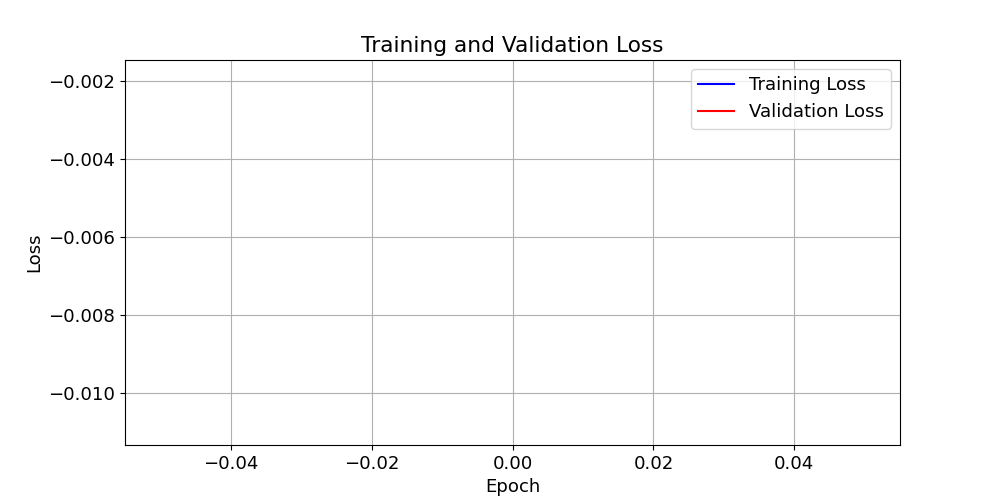 Training and Validation Loss
Training Loss
Validation Loss
Loss
−0.002
−0.004
−0.006
−0.008
−0.010
−0.04 −0.02 0.00 0.02 0.04
Epoch